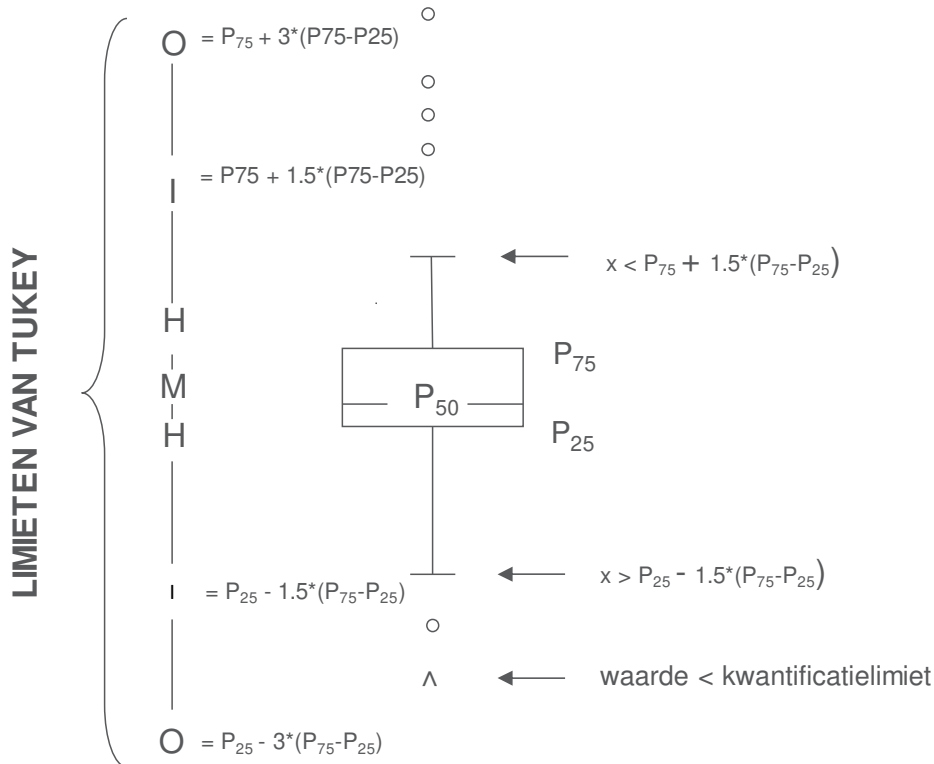 LIMIETEN VAN TUKEY
O = P75 + 3*(P75-P25)
I = P75 + 1.5*(P75-P25)
H
M
H
I = P25 - 1.5*(P75-P25)
O = P25 - 3*(P75-P25)
x < P75 + 1.5*(P75-P25)
P75
P50
P25
x > P25 - 1.5*(P75-P25)
^ waarde < kwantificatielimiet